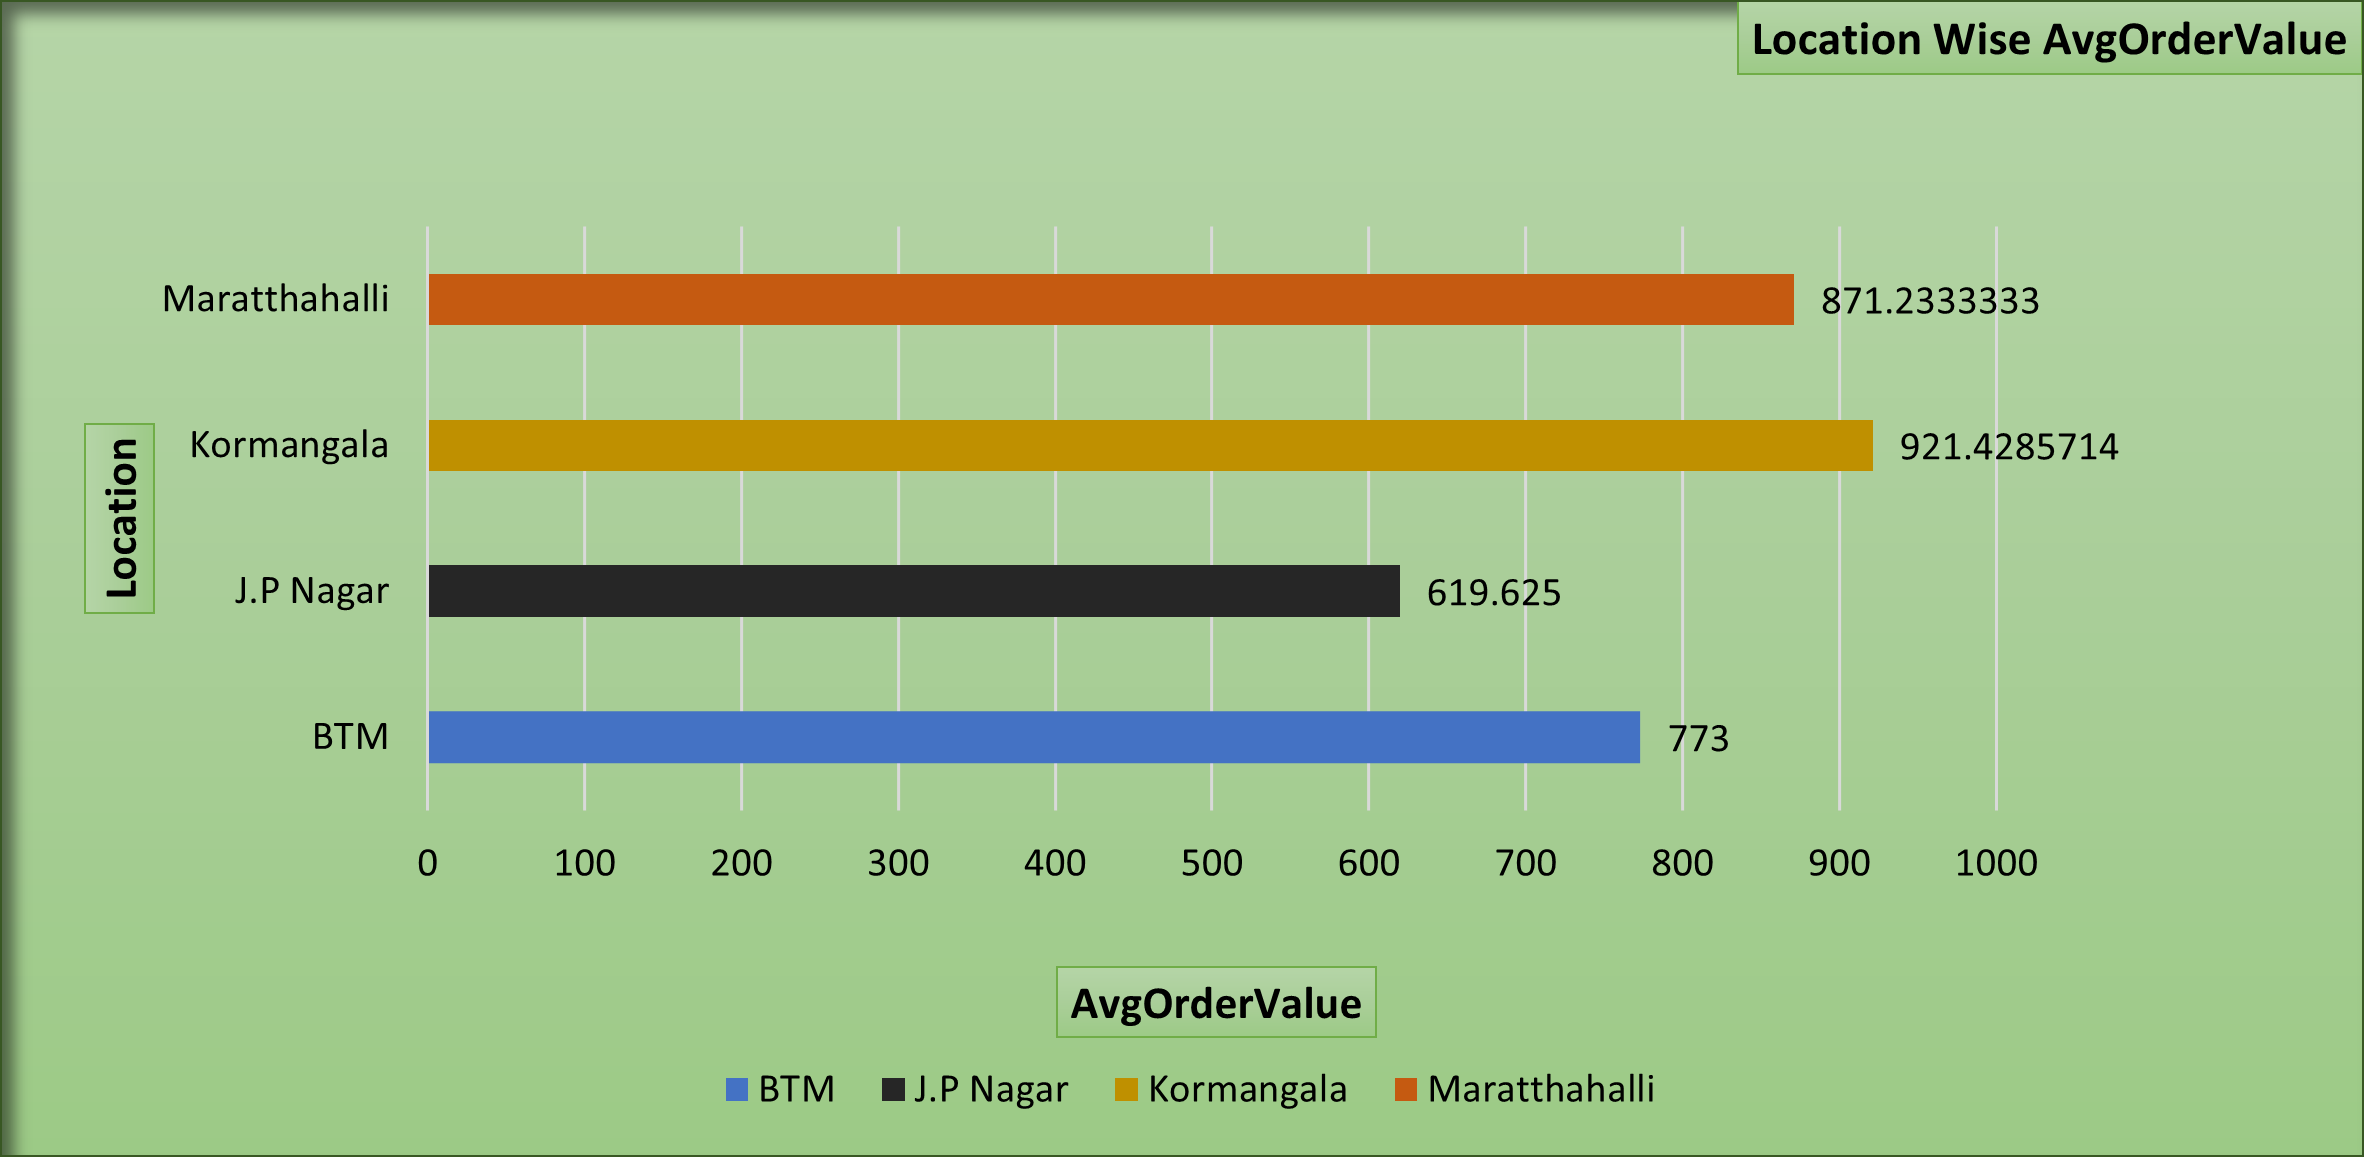 Location Wise AvgOrderValue
Maratthahalli
871.2333333
Kormangala
921.4285714
Location
J.P Nagar
619.625
BTM
773
0 100 200 300 400 500 600 700 800 900 1000
AvgOrderValue
BTM J.P Nagar Kormangala Maratthahalli